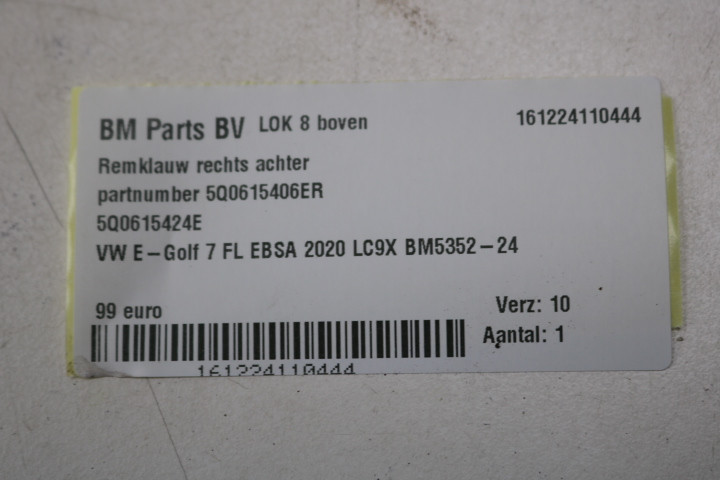 BM Parts BV LOK 8 boven 161224110444
Remklauw rechts achter
partnumber 5Q0615406ER
5Q0615424E
VW E-Golf 7 FL EBSA 2020 LC9X BM5352-24
99 euro Verz: 10
Aantal: 1
161224110444